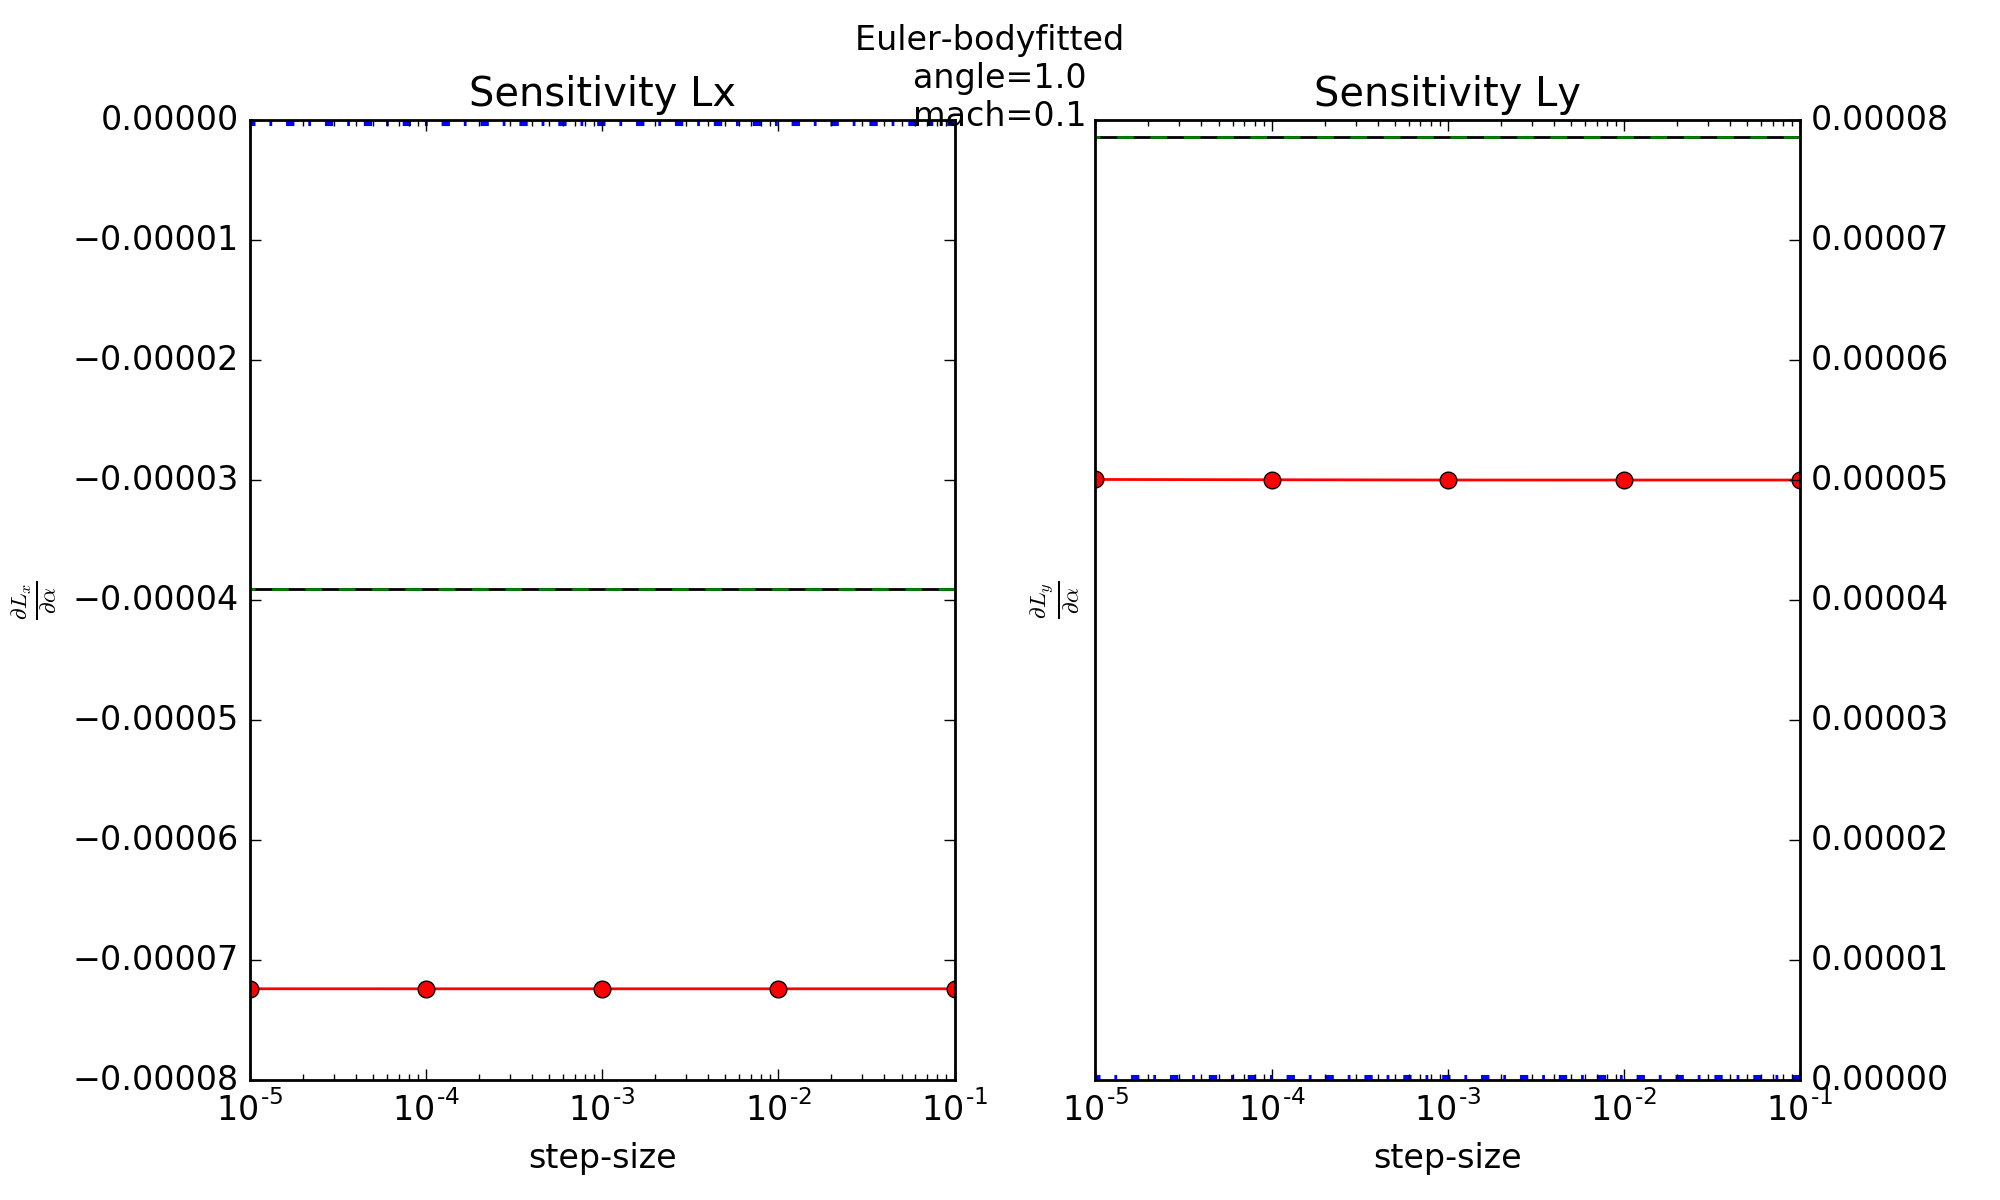 Euler-bodyfitted
angle=1.0
mach=0.1
Sensitivity Lx
0.00000
−0.00001
−0.00002
−0.00003
−0.00004
−0.00005
−0.00006
−0.00007
−0.00008
∂Lₓ/∂α
10⁻⁵ 10⁻⁴ 10⁻³ 10⁻² 10⁻¹
step-size
Sensitivity Ly
0.00008
0.00007
0.00006
0.00005
0.00004
0.00003
0.00002
0.00001
0.00000
∂L_y/∂α
10⁻⁵ 10⁻⁴ 10⁻³ 10⁻² 10⁻¹
step-size